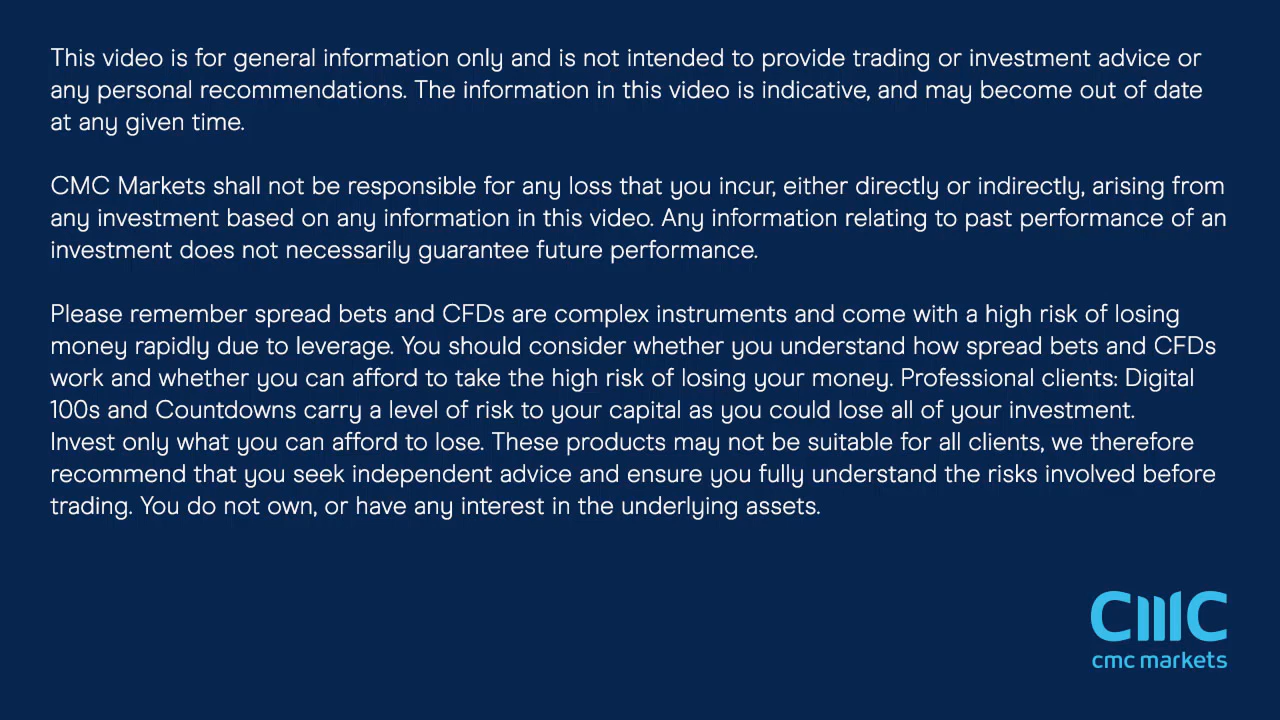 This video is for general information only and is not intended to provide trading or investment advice or
any personal recommendations. The information in this video is indicative, and may become out of date
at any given time.
CMC Markets shall not be responsible for any loss that you incur, either directly or indirectly, arising from
any investment based on any information in this video. Any information relating to past performance of an
investment does not necessarily guarantee future performance.
Please remember spread bets and CFDs are complex instruments and come with a high risk of losing
money rapidly due to leverage. You should consider whether you understand how spread bets and CFDs
work and whether you can afford to take the high risk of losing your money. Professional clients: Digital
100s and Countdowns carry a level of risk to your capital as you could lose all of your investment.
Invest only what you can afford to lose. These products may not be suitable for all clients, we therefore
recommend that you seek independent advice and ensure you fully understand the risks involved before
trading. You do not own, or have any interest in the underlying assets.
CMC
cmc markets